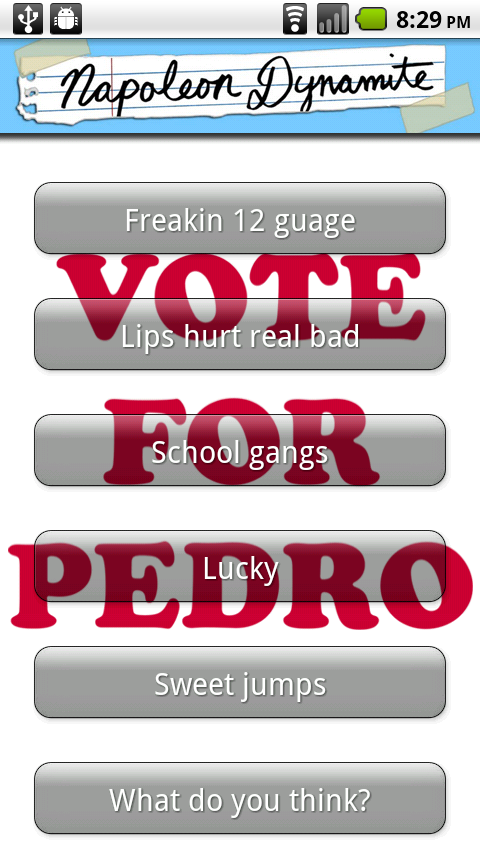 8:29 PM
Napoleon Dynamite
Freakin 12 guage
VOTE
Lips hurt real bad
FOR
School gangs
PEDRO
Lucky
Sweet jumps
What do you think?